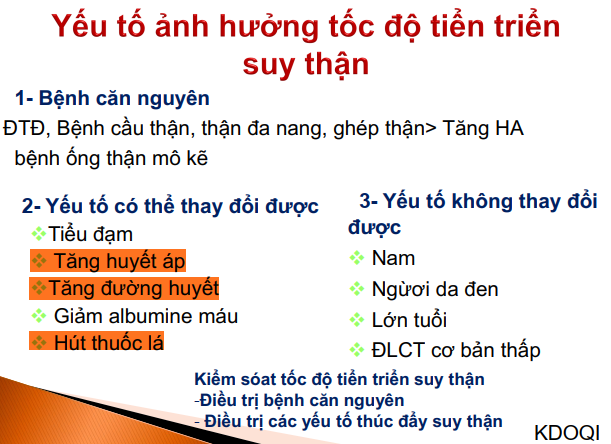 Yếu tố ảnh hưởng tốc độ tiển triển
suy thận
1- Bệnh căn nguyên
ĐTĐ, Bệnh cầu thận, thận đa nang, ghép thận> Tăng HA
bệnh ống thận mô kẽ
2- Yếu tố có thể thay đổi được
Tiểu đạm
Tăng huyết áp
Tăng đường huyết
Giảm albumine máu
Hút thuốc lá
3- Yếu tố không thay đổi
được
Nam
Ngừơi da đen
Lớn tuổi
ĐLCT cơ bản thấp
Kiểm sóat tốc độ tiển triển suy thận
-Điều trị bệnh căn nguyên
- Điều trị các yếu tố thúc đẩy suy thận
KDOQI